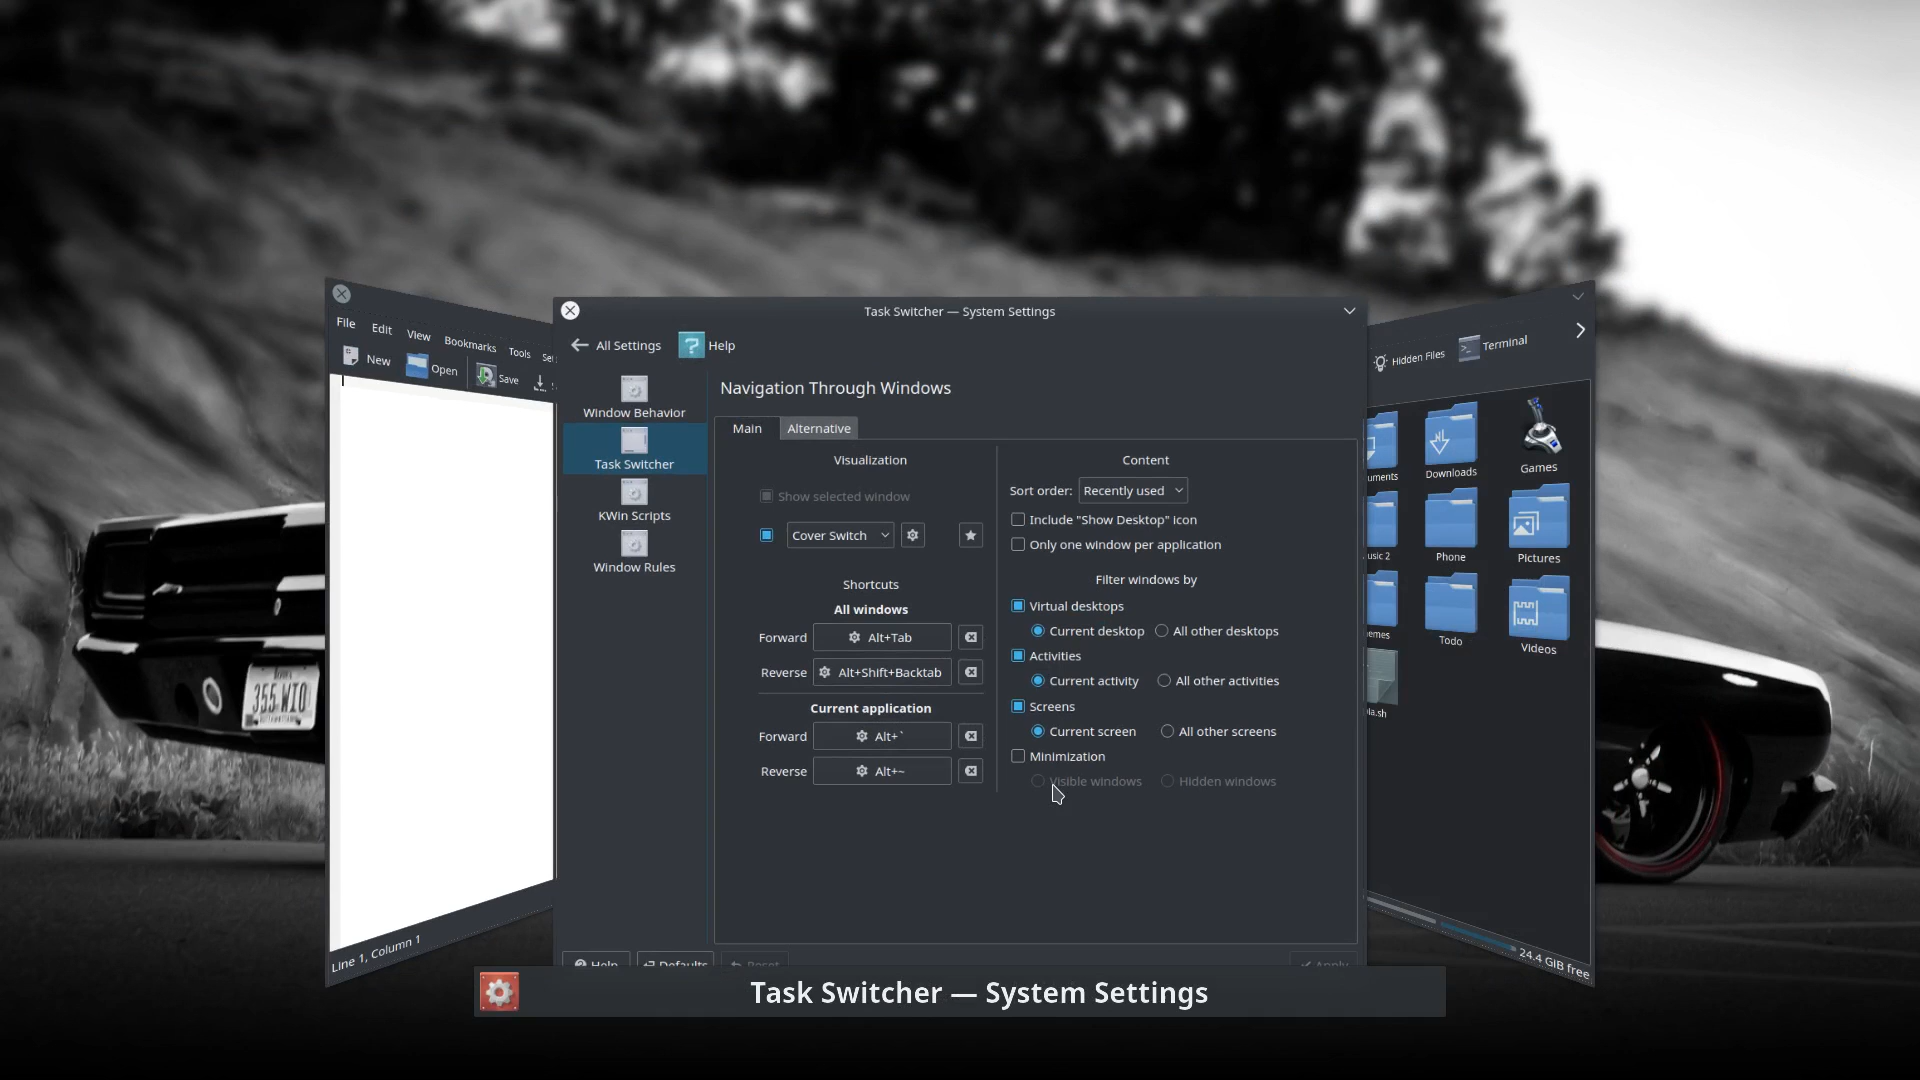 Task Switcher — System Settings
All Settings
Help
Window Behavior
Task Switcher
KWin Scripts
Window Rules
Navigation Through Windows
Main
Alternative
Visualization
Show selected window
Cover Switch
Shortcuts
All windows
Forward
Alt+Tab
Reverse
Alt+Shift+Backtab
Current application
Forward
Alt+`
Reverse
Alt+~
Content
Sort order:
Recently used
Include "Show Desktop" icon
Only one window per application
Filter windows by
Virtual desktops
Current desktop
All other desktops
Activities
Current activity
All other activities
Screens
Current screen
All other screens
Minimization
Visible windows
Hidden windows
Help
Defaults
Reset
Apply
File
Edit
View
Bookmarks
Tools
New
Open
Save
Line 1, Column 1
Hidden Files
Terminal
Downloads
Games
Phone
Pictures
Todo
Videos
24.4 GiB free
Task Switcher — System Settings